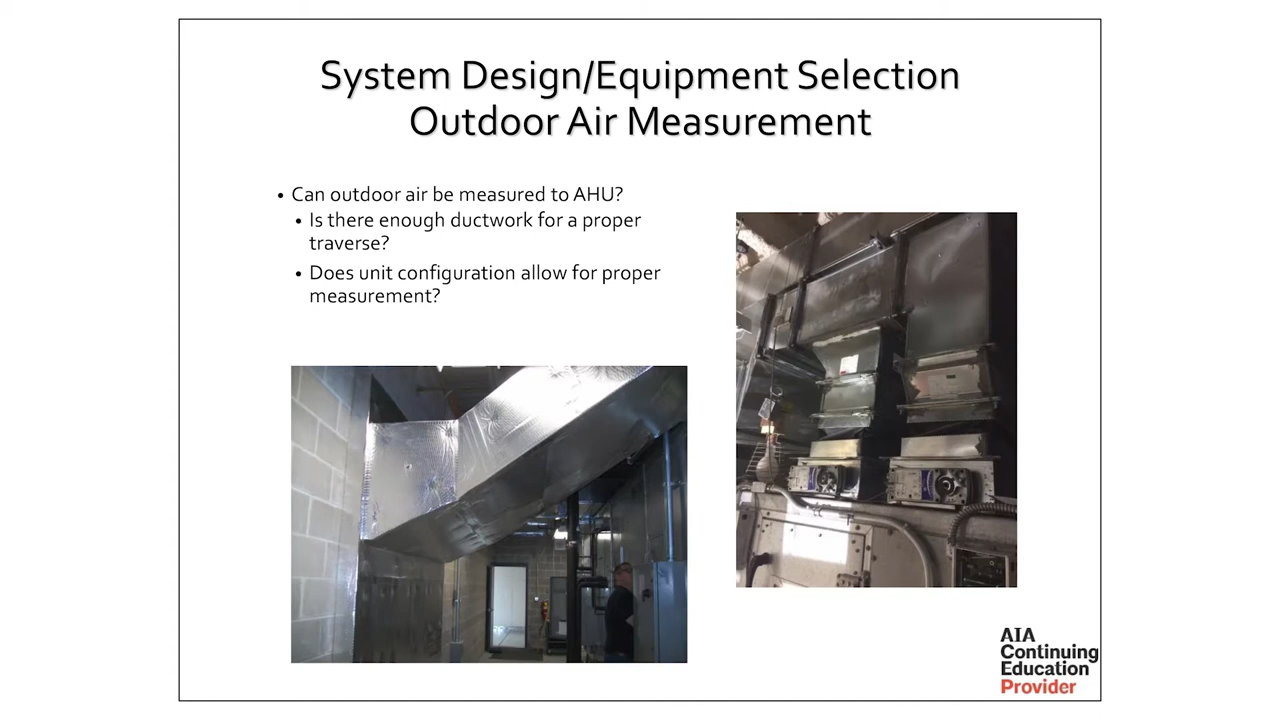 System Design/Equipment Selection
Outdoor Air Measurement
• Can outdoor air be measured to AHU?
• Is there enough ductwork for a proper
traverse?
• Does unit configuration allow for proper
measurement?
AIA
Continuing
Education
Provider